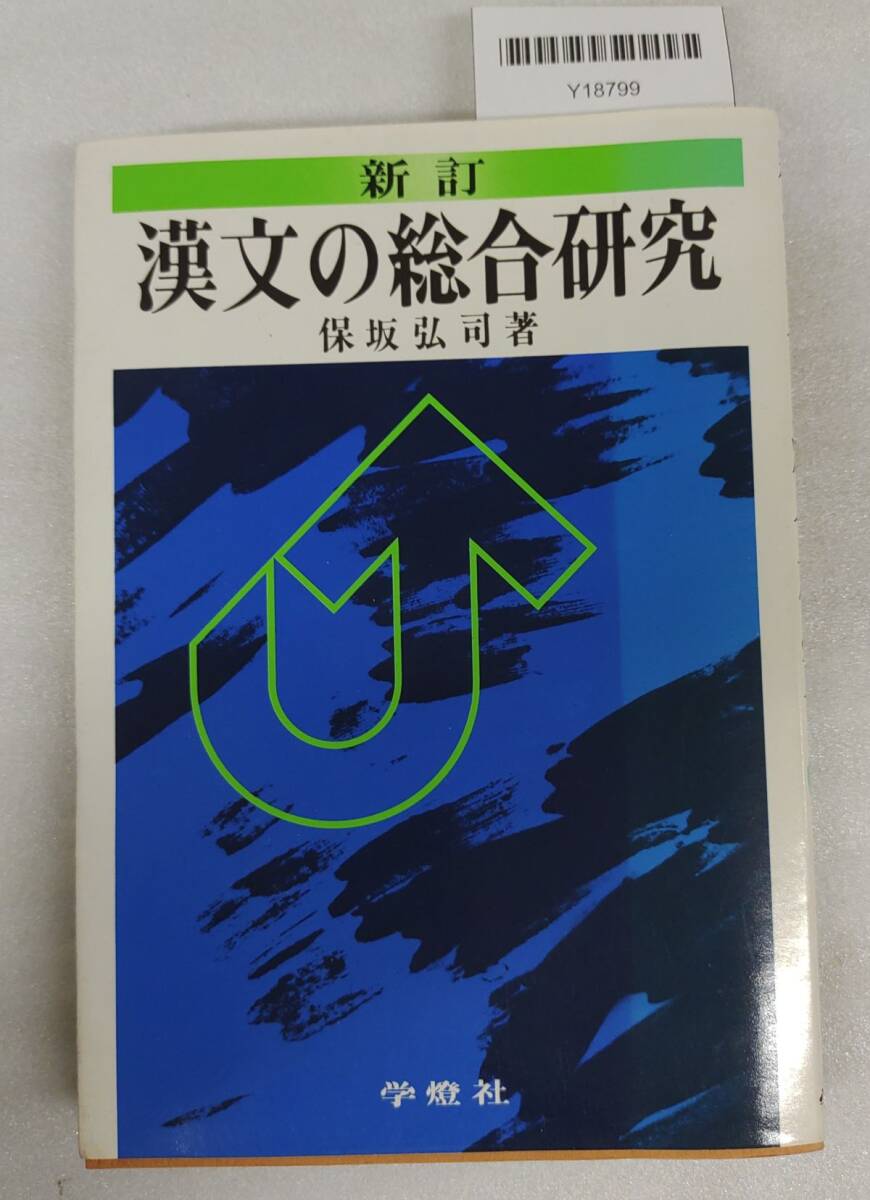 Y18799
新訂
漢文の総合研究
保坂弘司著
学燈社